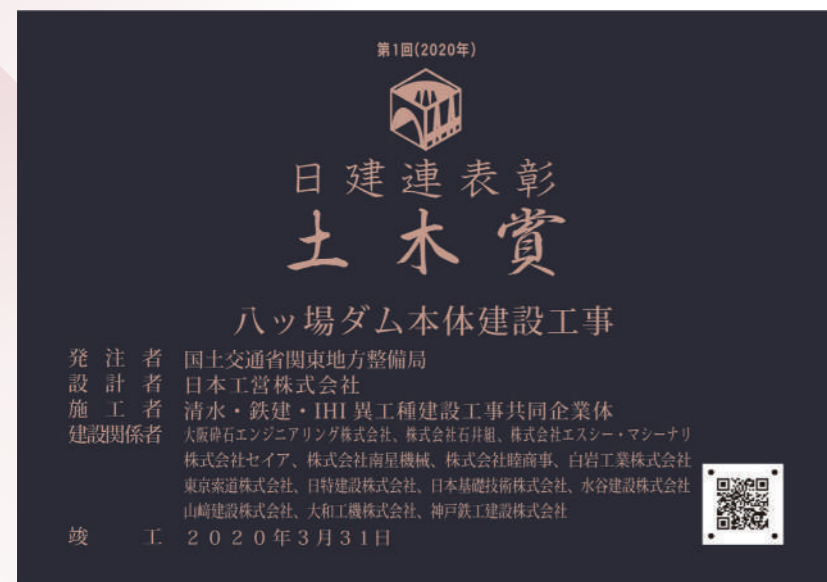 第1回(2020年)
日建連表彰
土木賞
八ッ場ダム本体建設工事
発注者 国土交通省関東地方整備局
設計者 日本工営株式会社
施工者 清水・鉄建・IHI異工種建設工事共同企業体
建設関係者 大阪砕石エンジニアリング株式会社、株式会社石井組、株式会社エスシー・マシーナリ
株式会社セイア、株式会社南星機械、株式会社睦商事、白岩工業株式会社
東京索道株式会社、日特建設株式会社、日本基礎技術株式会社、水谷建設株式会社
山﨑建設株式会社、大和工機株式会社、神戸鉄工建設株式会社
竣工 2020年3月31日